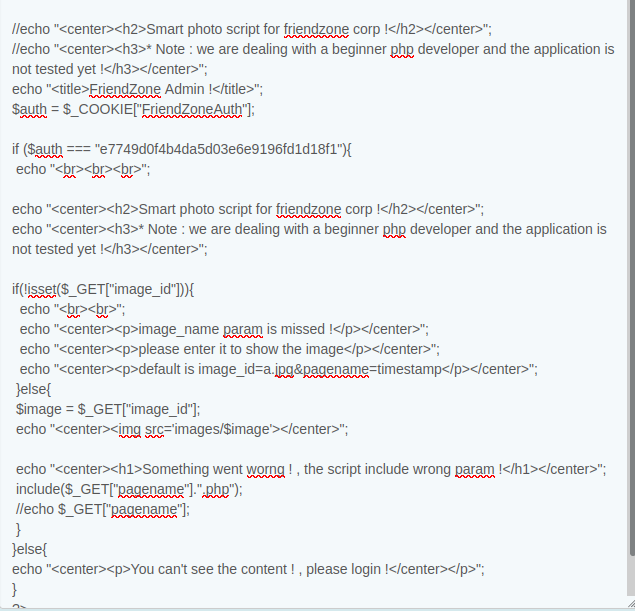 //echo "<center><h2>Smart photo script for friendzone corp !</h2></center>";
//echo "<center><h3>* Note : we are dealing with a beginner php developer and the application is
not tested yet !</h3></center>";
echo "<title>FriendZone Admin !</title>";
$auth = $_COOKIE["FriendZoneAuth"];
if ($auth === "e7749d0f4b4da5d03e6e9196fd1d18f1"){
echo "<br><br><br>";
echo "<center><h2>Smart photo script for friendzone corp !</h2></center>";
echo "<center><h3>* Note : we are dealing with a beginner php developer and the application is
not tested yet !</h3></center>";
if(!isset($_GET["image_id"])){
echo "<br><br>";
echo "<center><p>image_name param is missed !</p></center>";
echo "<center><p>please enter it to show the image</p></center>";
echo "<center><p>default is image_id=a.jpg&pagename=timestamp</p></center>";
}else{
$image = $_GET["image_id"];
echo "<center><img src='images/$image'></center>";
echo "<center><h1>Something went worng ! , the script include wrong param !</h1></center>";
include($_GET["pagename"].".php");
//echo $_GET["pagename"];
}
}else{
echo "<center><p>You can't see the content ! , please login !</center></p>";
}
?>